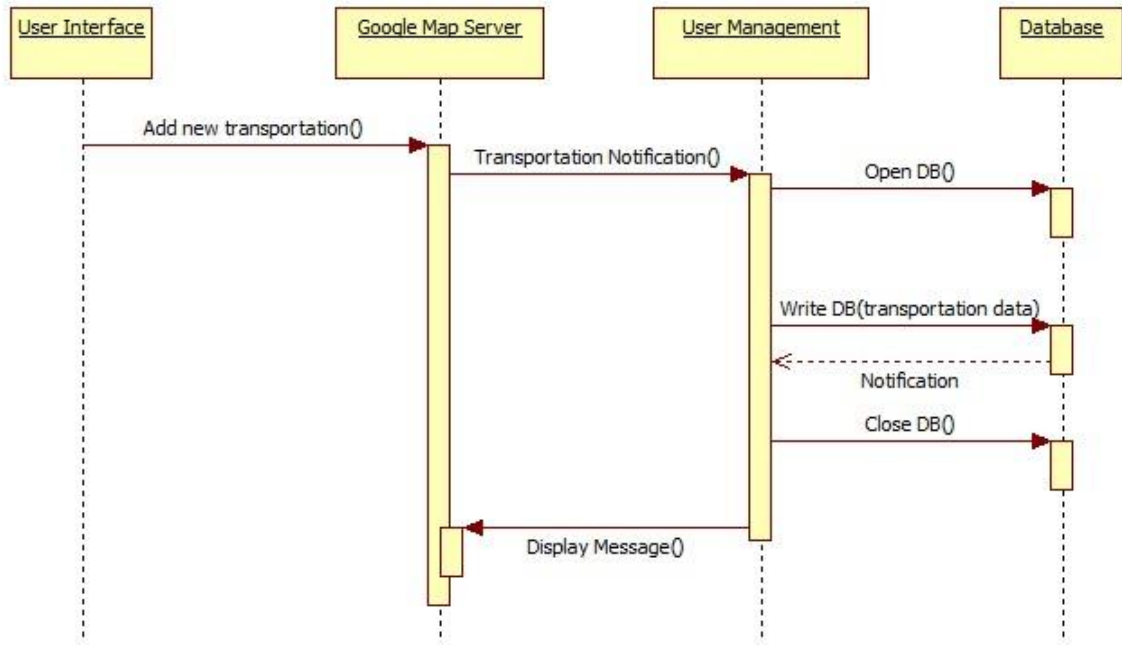 User Interface
Google Map Server
User Management
Database
Add new transportation()
Transportation Notification()
Open DB()
Write DB(transportation data)
Notification
Close DB()
Display Message()